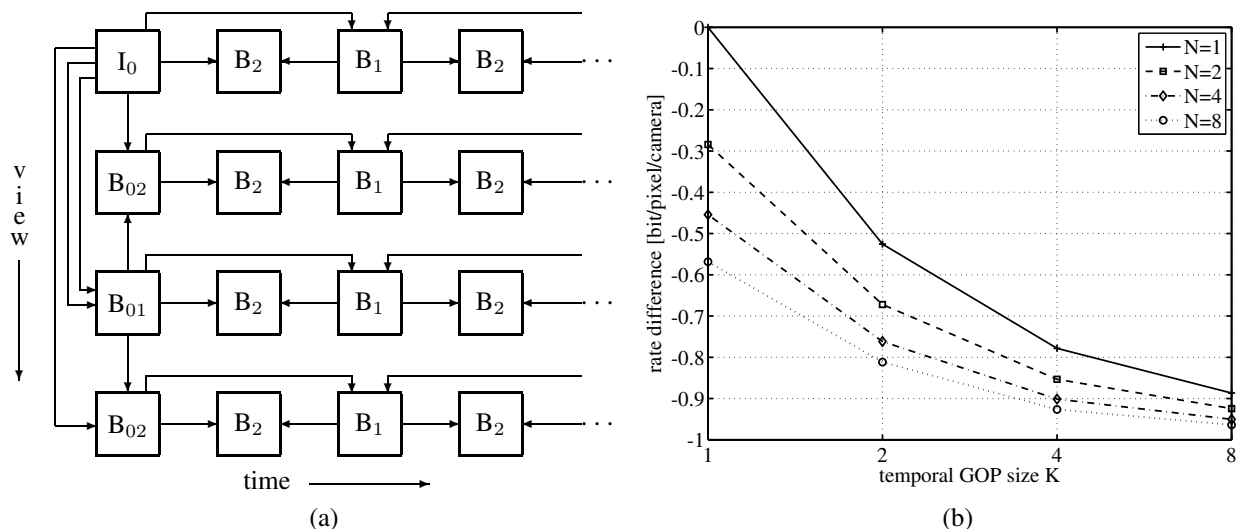 I₀ B₂ B₁ B₂ ···
B₀₂ B₂ B₁ B₂ ···
B₀₁ B₂ B₁ B₂ ···
B₀₂ B₂ B₁ B₂ ···
view
time
(a)
0
-0.1
-0.2
-0.3
-0.4
-0.5
-0.6
-0.7
-0.8
-0.9
-1
rate difference [bit/pixel/camera]
N=1
N=2
N=4
N=8
1 2 4 8
temporal GOP size K
(b)